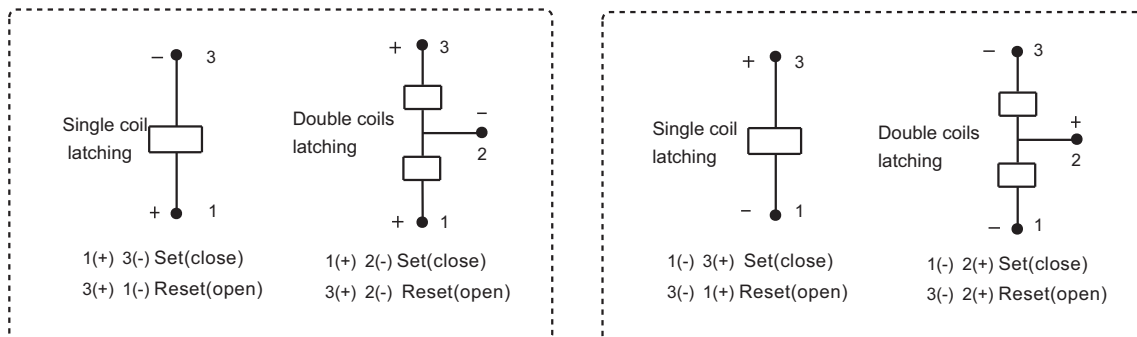 − 3
Single coil
latching
+ 1
1(+) 3(-) Set(close)
3(+) 1(-) Reset(open)
+ 3
Double coils
latching
−
2
+ 1
1(+) 2(-) Set(close)
3(+) 2(-) Reset(open)
+ 3
Single coil
latching
− 1
1(-) 3(+) Set(close)
3(-) 1(+) Reset(open)
− 3
Double coils
latching
+
2
− 1
1(-) 2(+) Set(close)
3(-) 2(+) Reset(open)